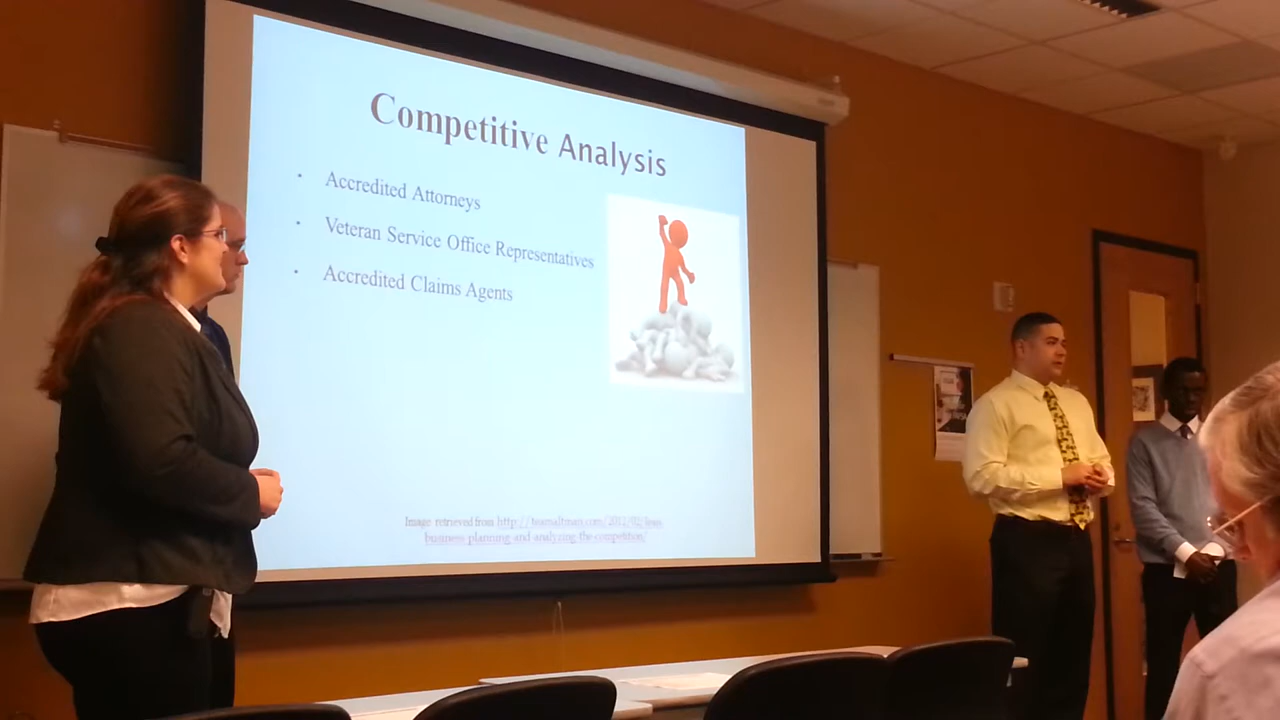 Competitive Analysis
• Accredited Attorneys
• Veteran Service Office Representatives
• Accredited Claims Agents
Image retrieved from http://teamaltman.com/2012/02/
business-planning-and-analyzing-the-competition/